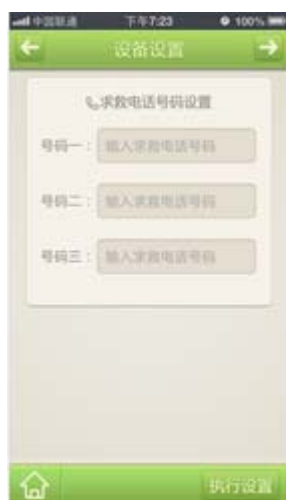 中国联通 下午7:23 100%
设备设置
求救电话号码设置
号码一： 输入求救电话号码
号码二： 输入求救电话号码
号码三： 输入求救电话号码
执行设置